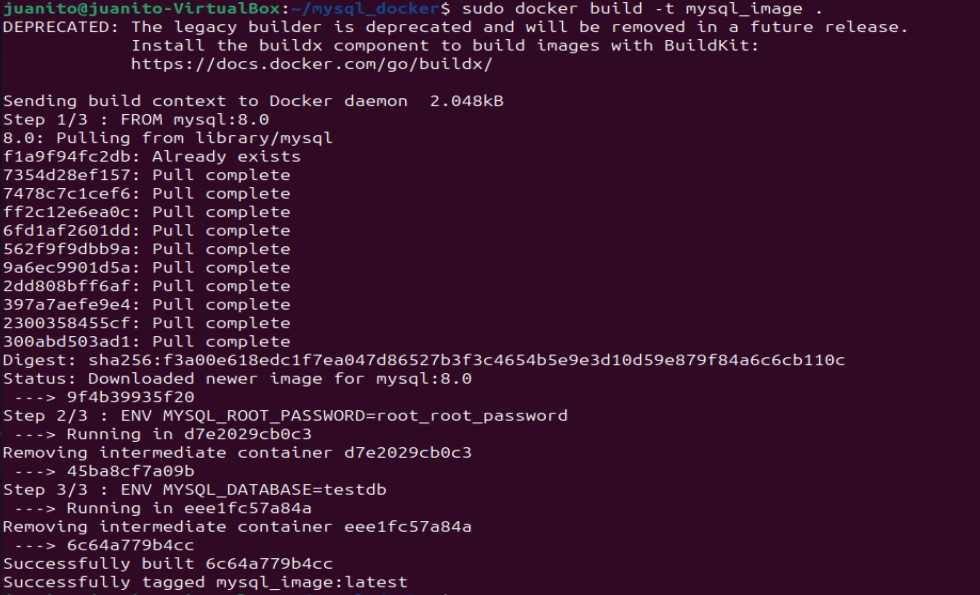 juanito@juanito-VirtualBox:~/mysql_docker$ sudo docker build -t mysql_image .
DEPRECATED: The legacy builder is deprecated and will be removed in a future release.
            Install the buildx component to build images with BuildKit:
            https://docs.docker.com/go/buildx/

Sending build context to Docker daemon  2.048kB
Step 1/3 : FROM mysql:8.0
8.0: Pulling from library/mysql
f1a9f94fc2db: Already exists
7354d28ef157: Pull complete
7478c7c1cef6: Pull complete
ff2c12e6ea0c: Pull complete
6fd1af2601dd: Pull complete
562f9f9dbb9a: Pull complete
9a6ec9901d5a: Pull complete
2dd808bff6af: Pull complete
397a7aefe9e4: Pull complete
2300358455cf: Pull complete
300abd503ad1: Pull complete
Digest: sha256:f3a00e618edc1f7ea047d86527b3f3c4654b5e9e3d10d59e879f84a6c6cb110c
Status: Downloaded newer image for mysql:8.0
 ---> 9f4b39935f20
Step 2/3 : ENV MYSQL_ROOT_PASSWORD=root_root_password
 ---> Running in d7e2029cb0c3
Removing intermediate container d7e2029cb0c3
 ---> 45ba8cf7a09b
Step 3/3 : ENV MYSQL_DATABASE=testdb
 ---> Running in eee1fc57a84a
Removing intermediate container eee1fc57a84a
 ---> 6c64a779b4cc
Successfully built 6c64a779b4cc
Successfully tagged mysql_image:latest